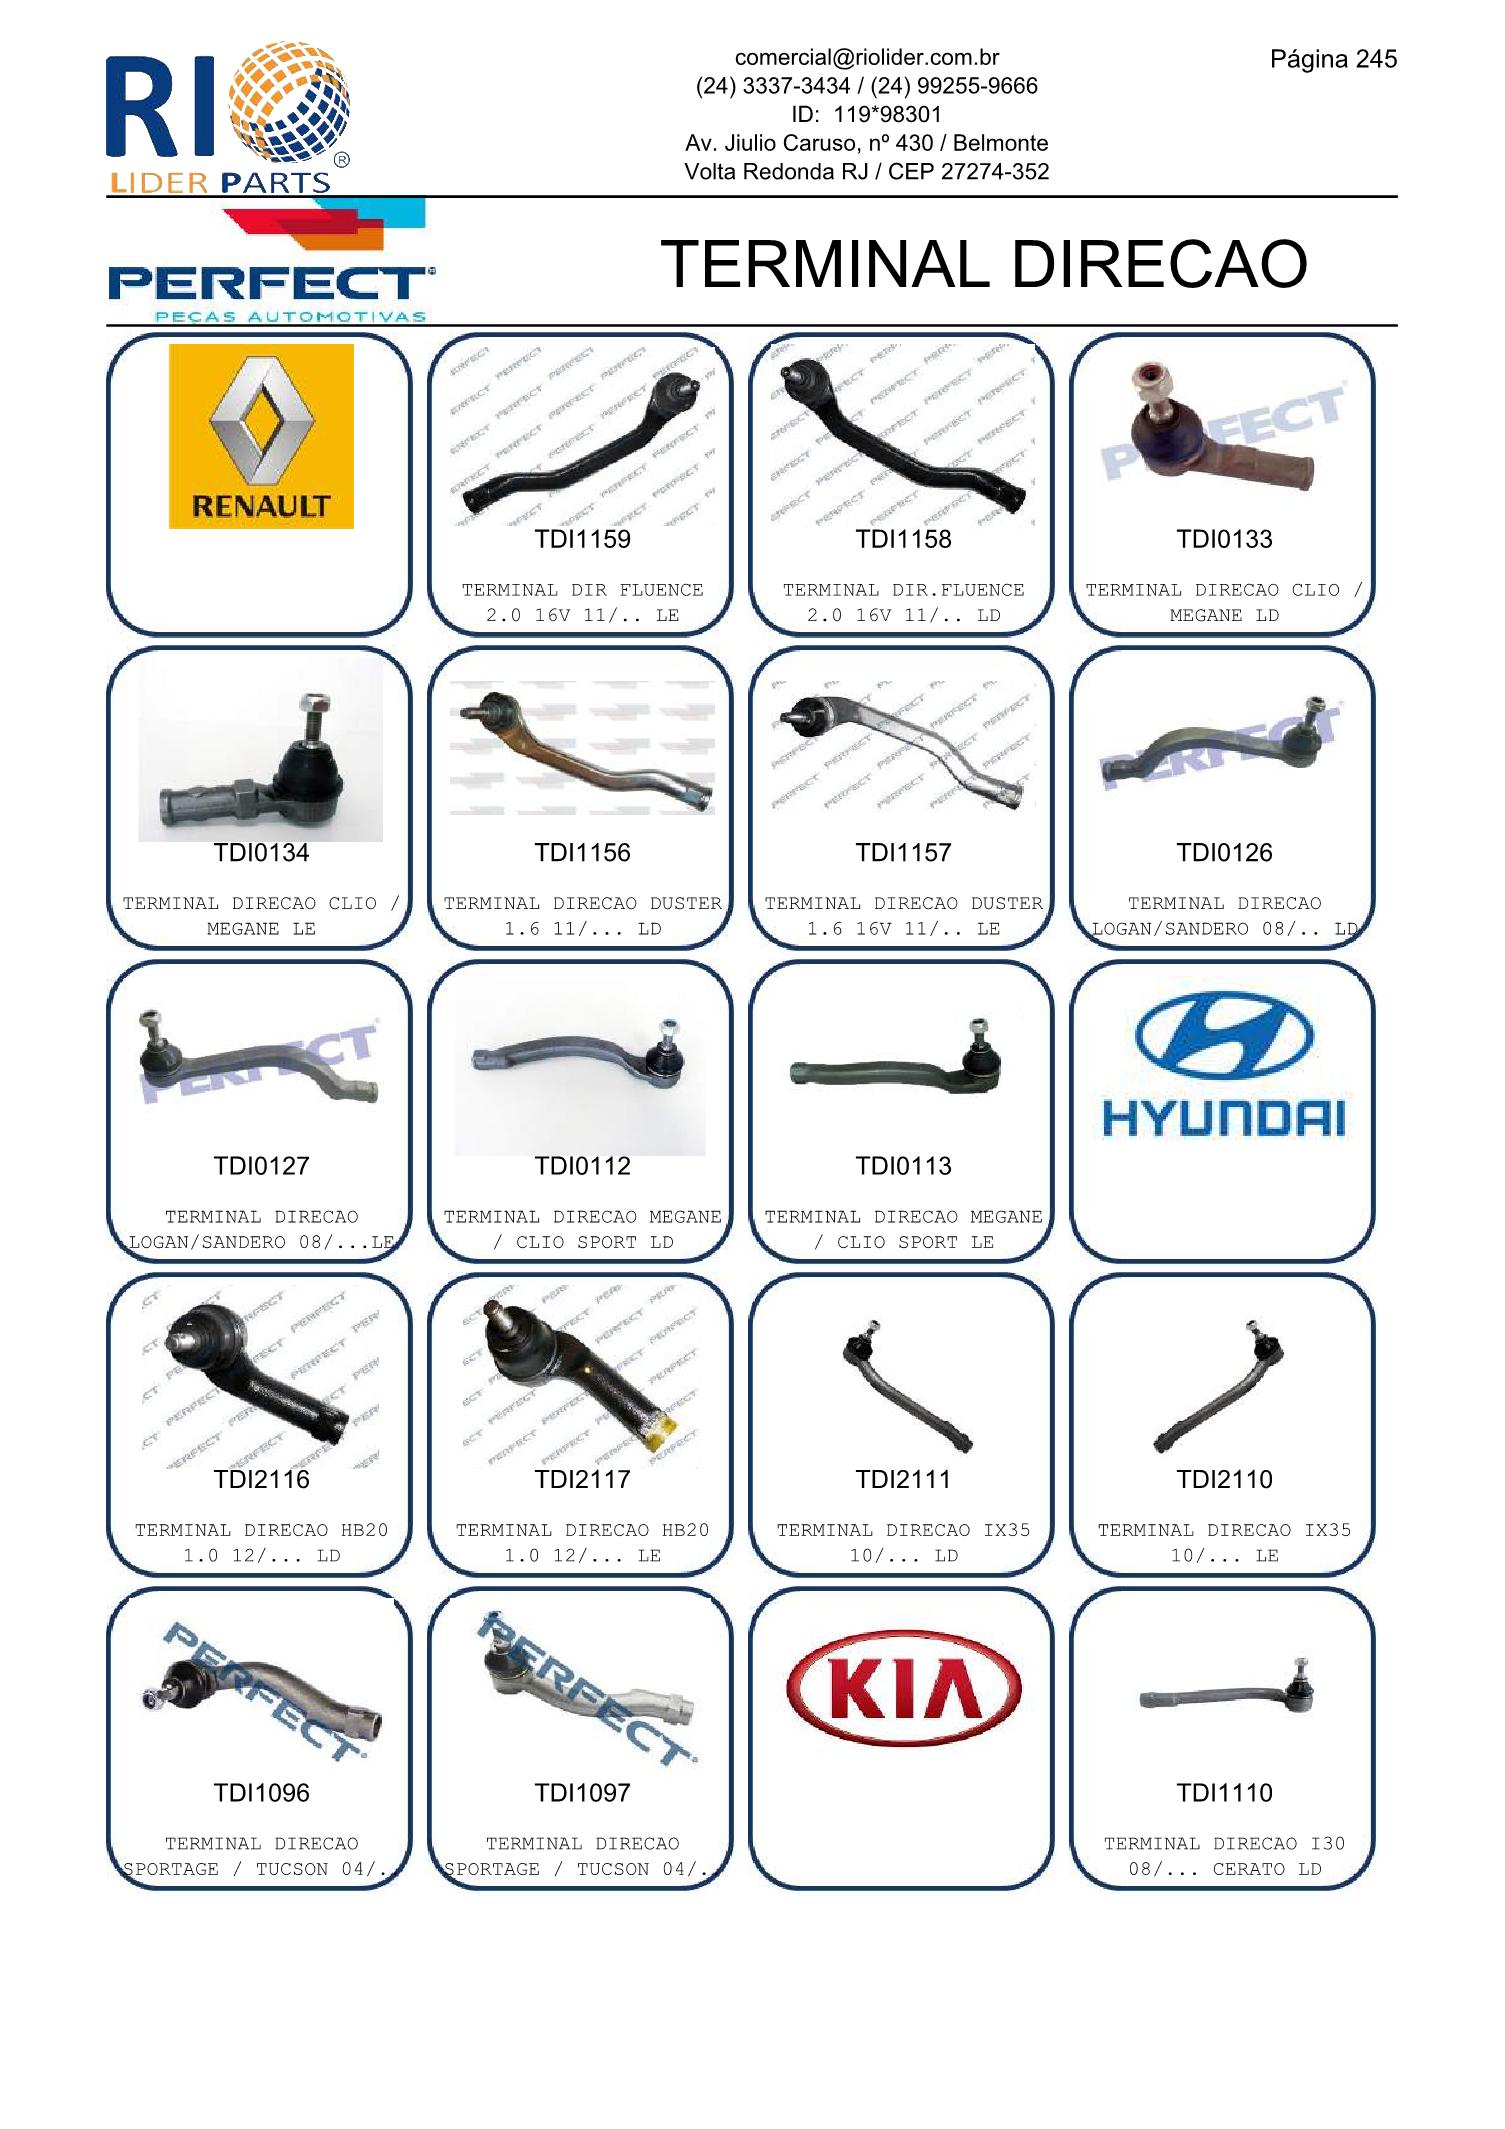 RIO
LIDER PARTS
®
comercial@riolider.com.br
(24) 3337-3434 / (24) 99255-9666
ID: 119*98301
Av. Jiulio Caruso, nº 430 / Belmonte
Volta Redonda RJ / CEP 27274-352
Página 245
PERFECT
PEÇAS AUTOMOTIVAS
TERMINAL DIRECAO
RENAULT
TDI1159
TERMINAL DIR FLUENCE
2.0 16V 11/.. LE
TDI1158
TERMINAL DIR.FLUENCE
2.0 16V 11/.. LD
PERFECT
TDI0133
TERMINAL DIRECAO CLIO /
MEGANE LD
TDI0134
TERMINAL DIRECAO CLIO /
MEGANE LE
TDI1156
TERMINAL DIRECAO DUSTER
1.6 11/... LD
TDI1157
TERMINAL DIRECAO DUSTER
1.6 16V 11/.. LE
PERFECT
TDI0126
TERMINAL DIRECAO
LOGAN/SANDERO 08/.. LD
PERFECT
TDI0127
TERMINAL DIRECAO
LOGAN/SANDERO 08/...LE
TDI0112
TERMINAL DIRECAO MEGANE
/ CLIO SPORT LD
TDI0113
TERMINAL DIRECAO MEGANE
/ CLIO SPORT LE
HYUNDAI
TDI2116
TERMINAL DIRECAO HB20
1.0 12/... LD
TDI2117
TERMINAL DIRECAO HB20
1.0 12/... LE
TDI2111
TERMINAL DIRECAO IX35
10/... LD
TDI2110
TERMINAL DIRECAO IX35
10/... LE
PERFECT
TDI1096
TERMINAL DIRECAO
SPORTAGE / TUCSON 04/..
PERFECT
TDI1097
TERMINAL DIRECAO
SPORTAGE / TUCSON 04/.
KIA
TDI1110
TERMINAL DIRECAO I30
08/... CERATO LD